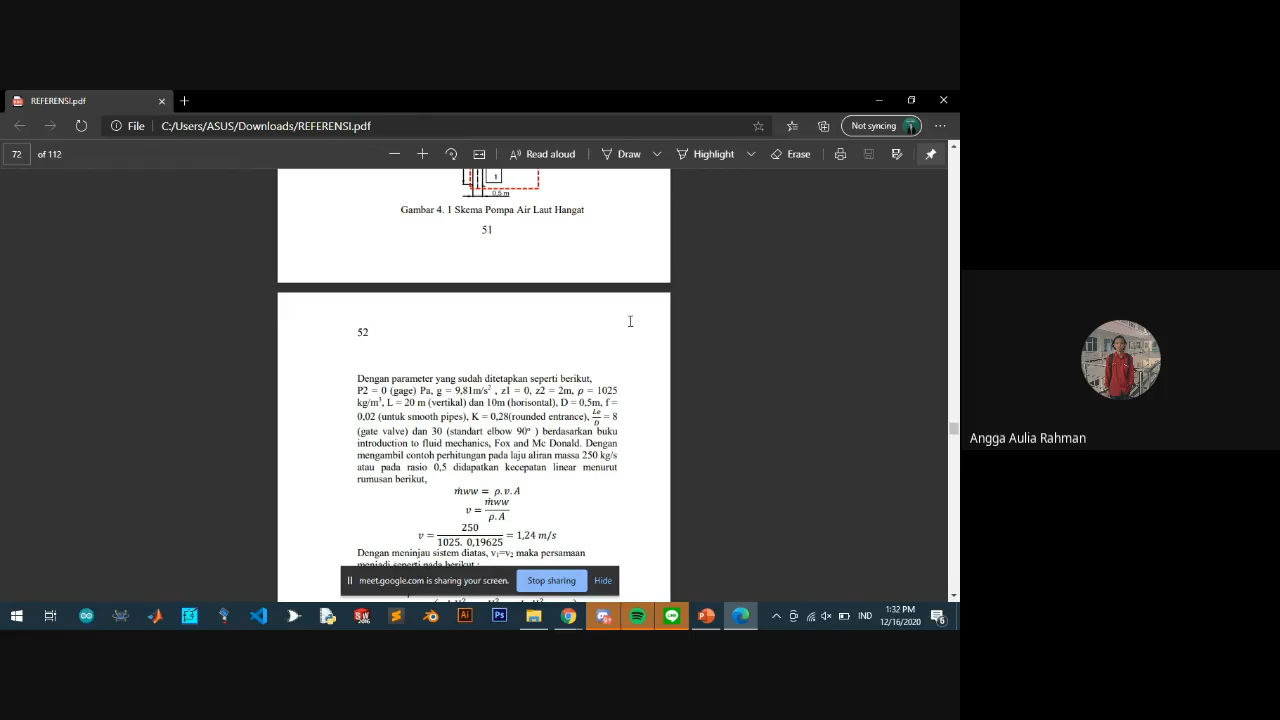 REFERENSI.pdf
File
C:/Users/ASUS/Downloads/REFERENSI.pdf
Not syncing
72 of 112
Read aloud
Draw
Highlight
Erase
1
0.5 m
Gambar 4. 1 Skema Pompa Air Laut Hangat
51
52
Dengan parameter yang sudah ditetapkan seperti berikut,
P2 = 0 (gage) Pa, g = 9,81m/s², z1 = 0, z2 = 2m, ρ = 1025
kg/m³, L = 20 m (vertikal) dan 10m (horisontal), D = 0,5m, f =
0,02 (untuk smooth pipes), K = 0,28(rounded entrance), Le/D = 8
(gate valve) dan 30 (standart elbow 90° ) berdasarkan buku
introduction to fluid mechanics, Fox and Mc Donald. Dengan
mengambil contoh perhitungan pada laju aliran massa 250 kg/s
atau pada rasio 0,5 didapatkan kecepatan linear menurut
rumusan berikut,
ṁww = ρ.v.A
v = ṁww / ρ.A
v = 250 / 1025. 0,19625 = 1,24 m/s
Dengan meninjau sistem diatas, v₁=v₂ maka persamaan
menjadi seperti pada berikut :
meet.google.com is sharing your screen.
Stop sharing
Hide
Angga Aulia Rahman
IND
1:32 PM
12/16/2020
6